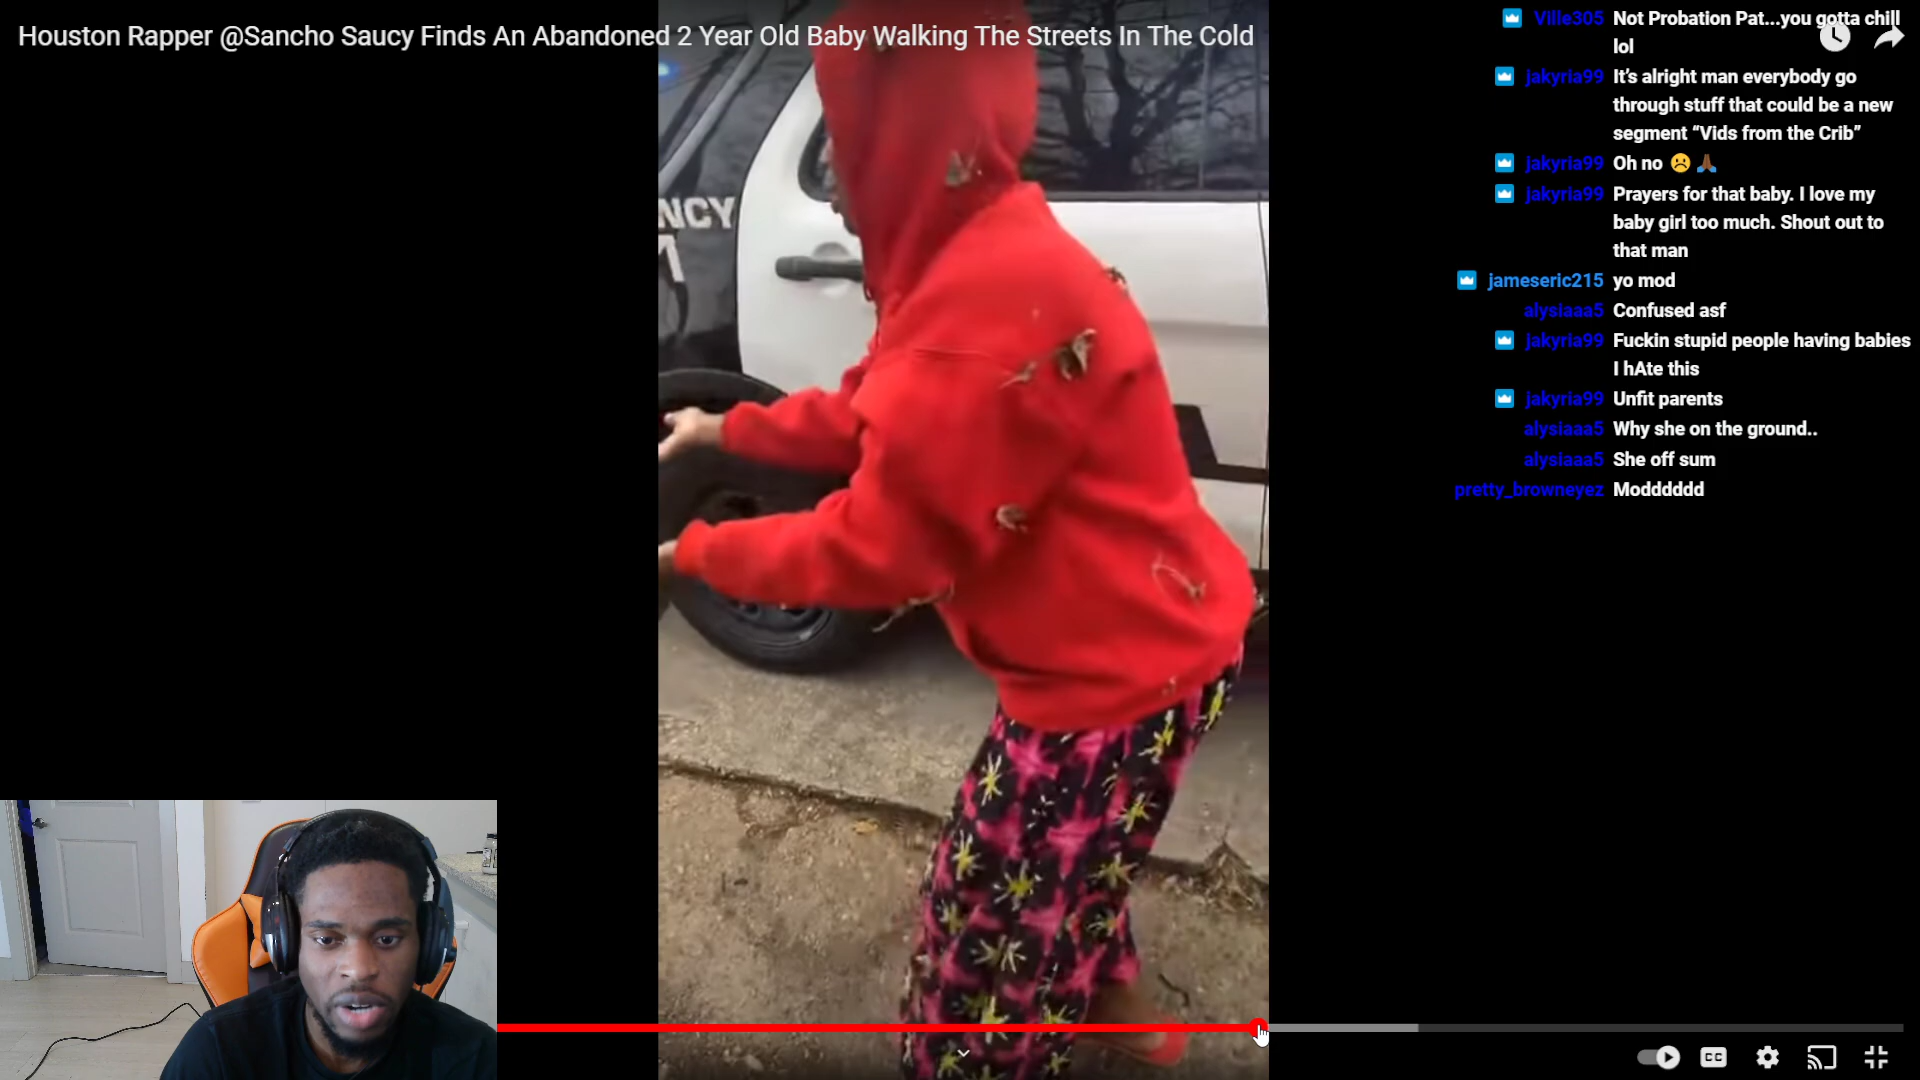 Houston Rapper @Sancho Saucy Finds An Abandoned 2 Year Old Baby Walking The Streets In The Cold
NCY
1
Ville305 Not Probation Pat...you gotta chill
lol
jakyria99 It's alright man everybody go
through stuff that could be a new
segment “Vids from the Crib”
jakyria99 Oh no ☹️ 🙏🏾
jakyria99 Prayers for that baby. I love my
baby girl too much. Shout out to
that man
jameseric215 yo mod
alysiaaa5 Confused asf
jakyria99 Fuckin stupid people having babies
I hAte this
jakyria99 Unfit parents
alysiaaa5 Why she on the ground..
alysiaaa5 She off sum
pretty_browneyez Modddddd
CC